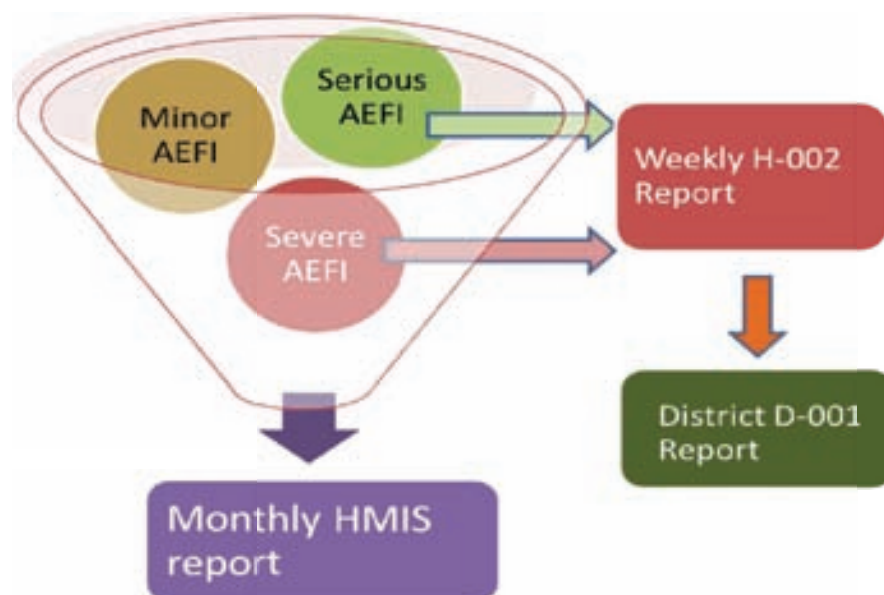 Minor
AEFI
Serious
AEFI
Severe
AEFI
Weekly H-002
Report
District D-001
Report
Monthly HMIS
report